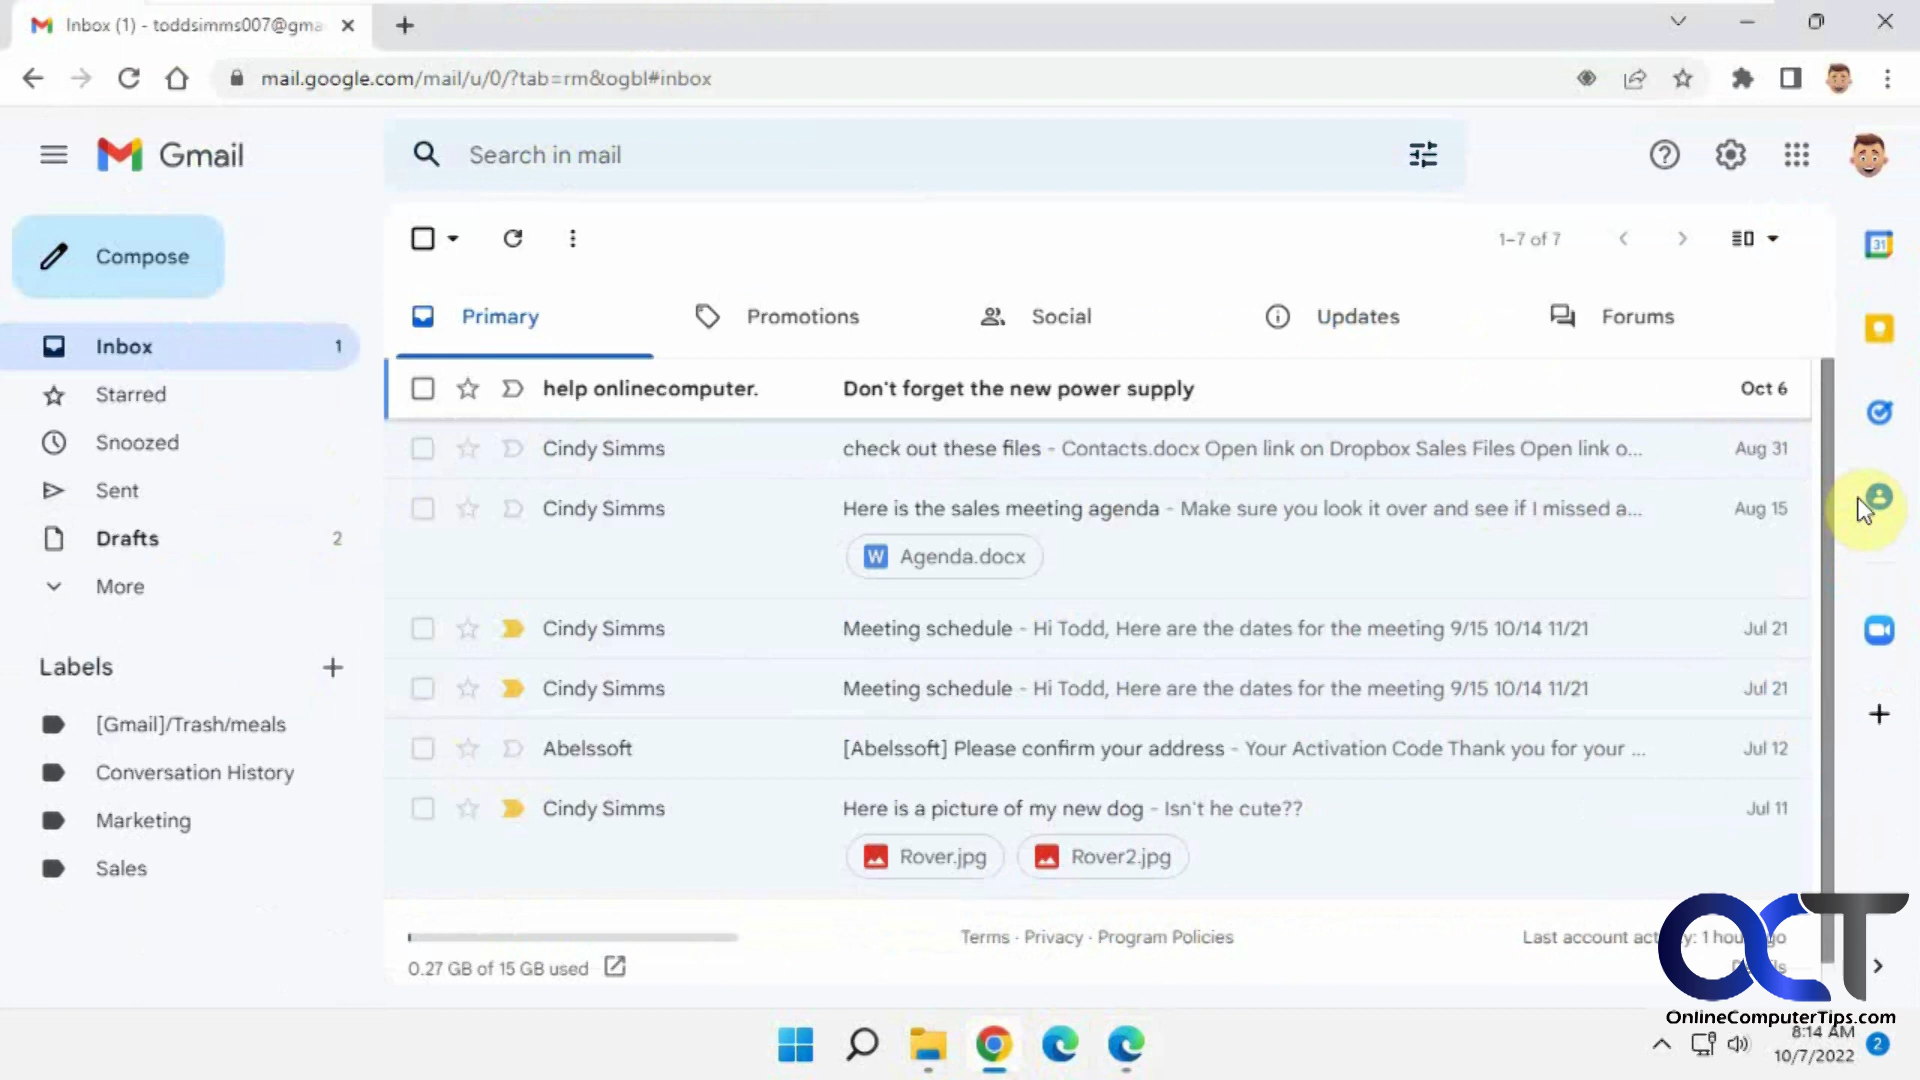 Inbox (1) - toddsimms007@gma
mail.google.com/mail/u/0/?tab=rm&ogbl#inbox
Gmail
Search in mail
Compose
1–7 of 7
31
Primary
Promotions
Social
Updates
Forums
Inbox 1
Starred
Snoozed
Sent
Drafts 2
More
Labels
[Gmail]/Trash/meals
Conversation History
Marketing
Sales
help onlinecomputer. Don't forget the new power supply Oct 6
Cindy Simms check out these files - Contacts.docx Open link on Dropbox Sales Files Open link o... Aug 31
Cindy Simms Here is the sales meeting agenda - Make sure you look it over and see if I missed a... Aug 15
W Agenda.docx
Cindy Simms Meeting schedule - Hi Todd, Here are the dates for the meeting 9/15 10/14 11/21 Jul 21
Cindy Simms Meeting schedule - Hi Todd, Here are the dates for the meeting 9/15 10/14 11/21 Jul 21
Abelssoft [Abelssoft] Please confirm your address - Your Activation Code Thank you for your ... Jul 12
Cindy Simms Here is a picture of my new dog - Isn't he cute?? Jul 11
Rover.jpg Rover2.jpg
0.27 GB of 15 GB used
Terms · Privacy · Program Policies
Last account y: 1
OCT
OnlineComputerTips.com
8:14 AM
10/7/2022
2